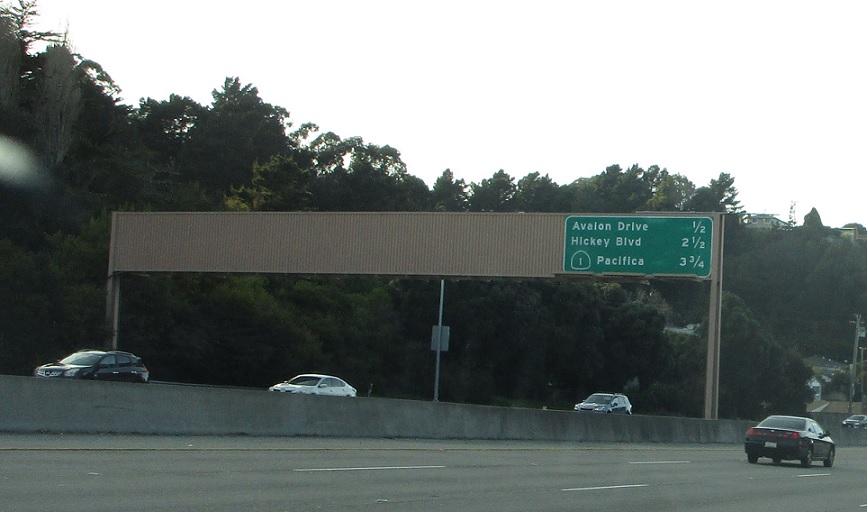 Avalon Drive ½
Hickey Blvd 2 ½
1 Pacifica 3 ¾